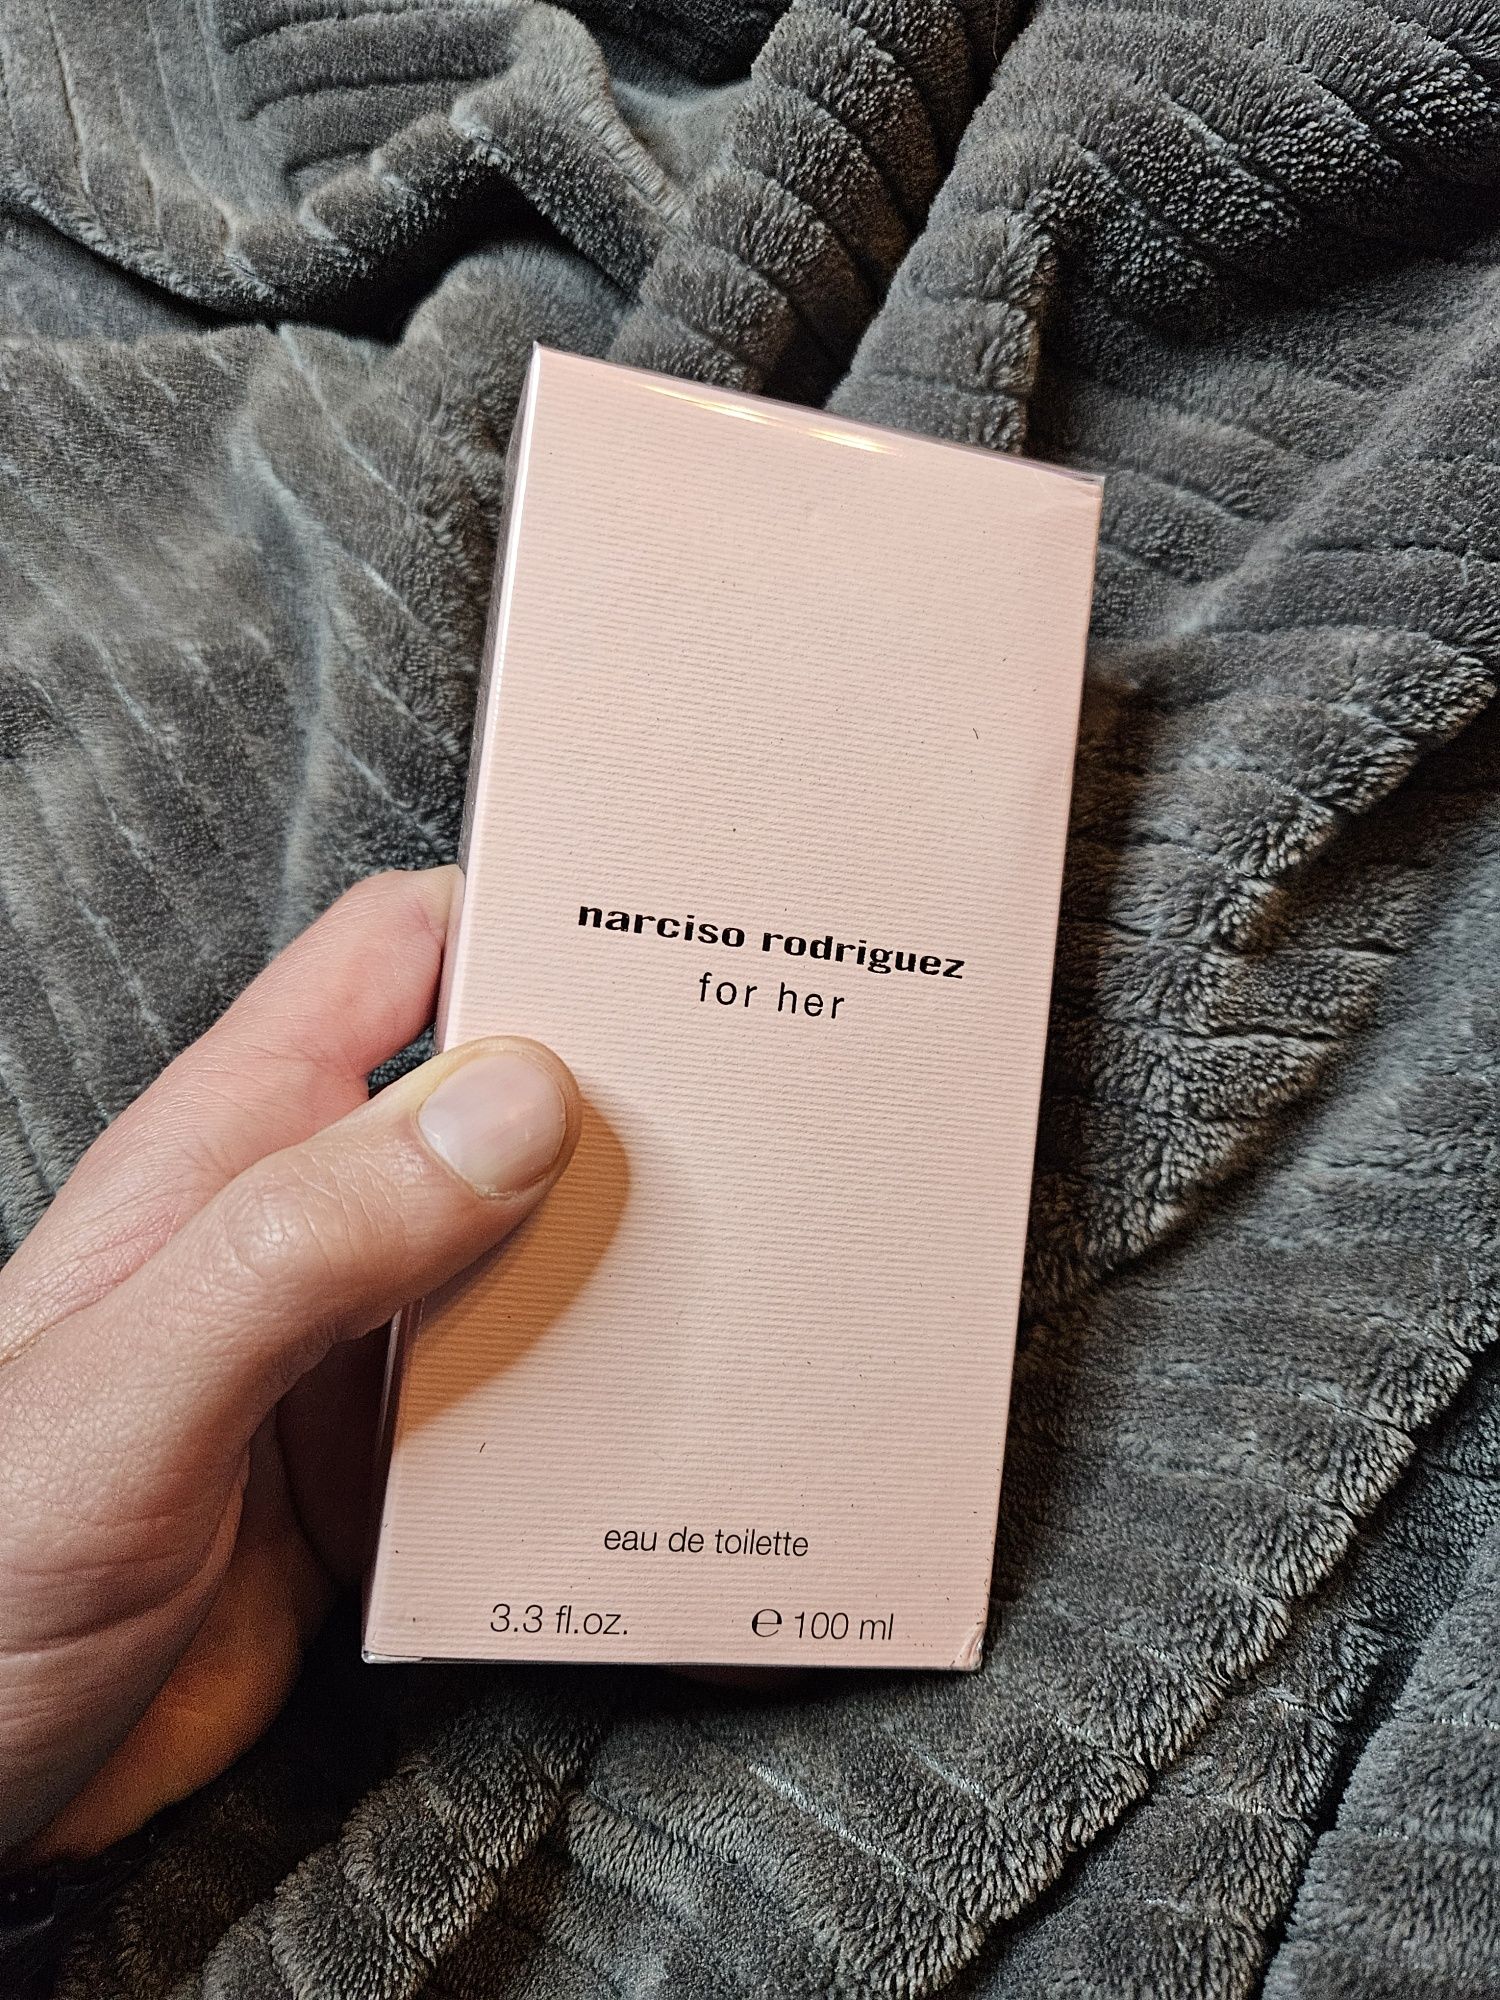 narciso rodriguez
for her
eau de toilette
3.3 fl.oz. ℮ 100 ml